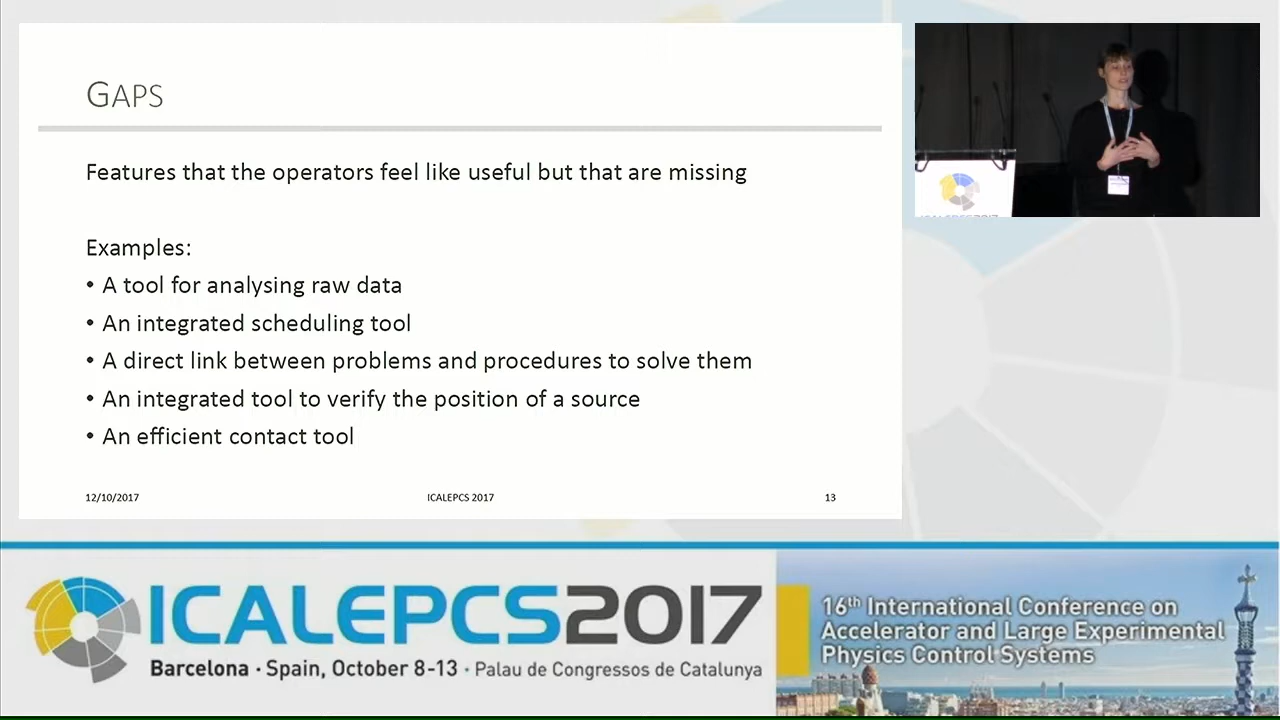 GAPS
Features that the operators feel like useful but that are missing
Examples:
• A tool for analysing raw data
• An integrated scheduling tool
• A direct link between problems and procedures to solve them
• An integrated tool to verify the position of a source
• An efficient contact tool
12/10/2017
ICALEPCS 2017
13
ICALEPCS2017
Barcelona · Spain, October 8-13 · Palau de Congressos de Catalunya
16th International Conference on
Accelerator and Large Experimental
Physics Control Systems